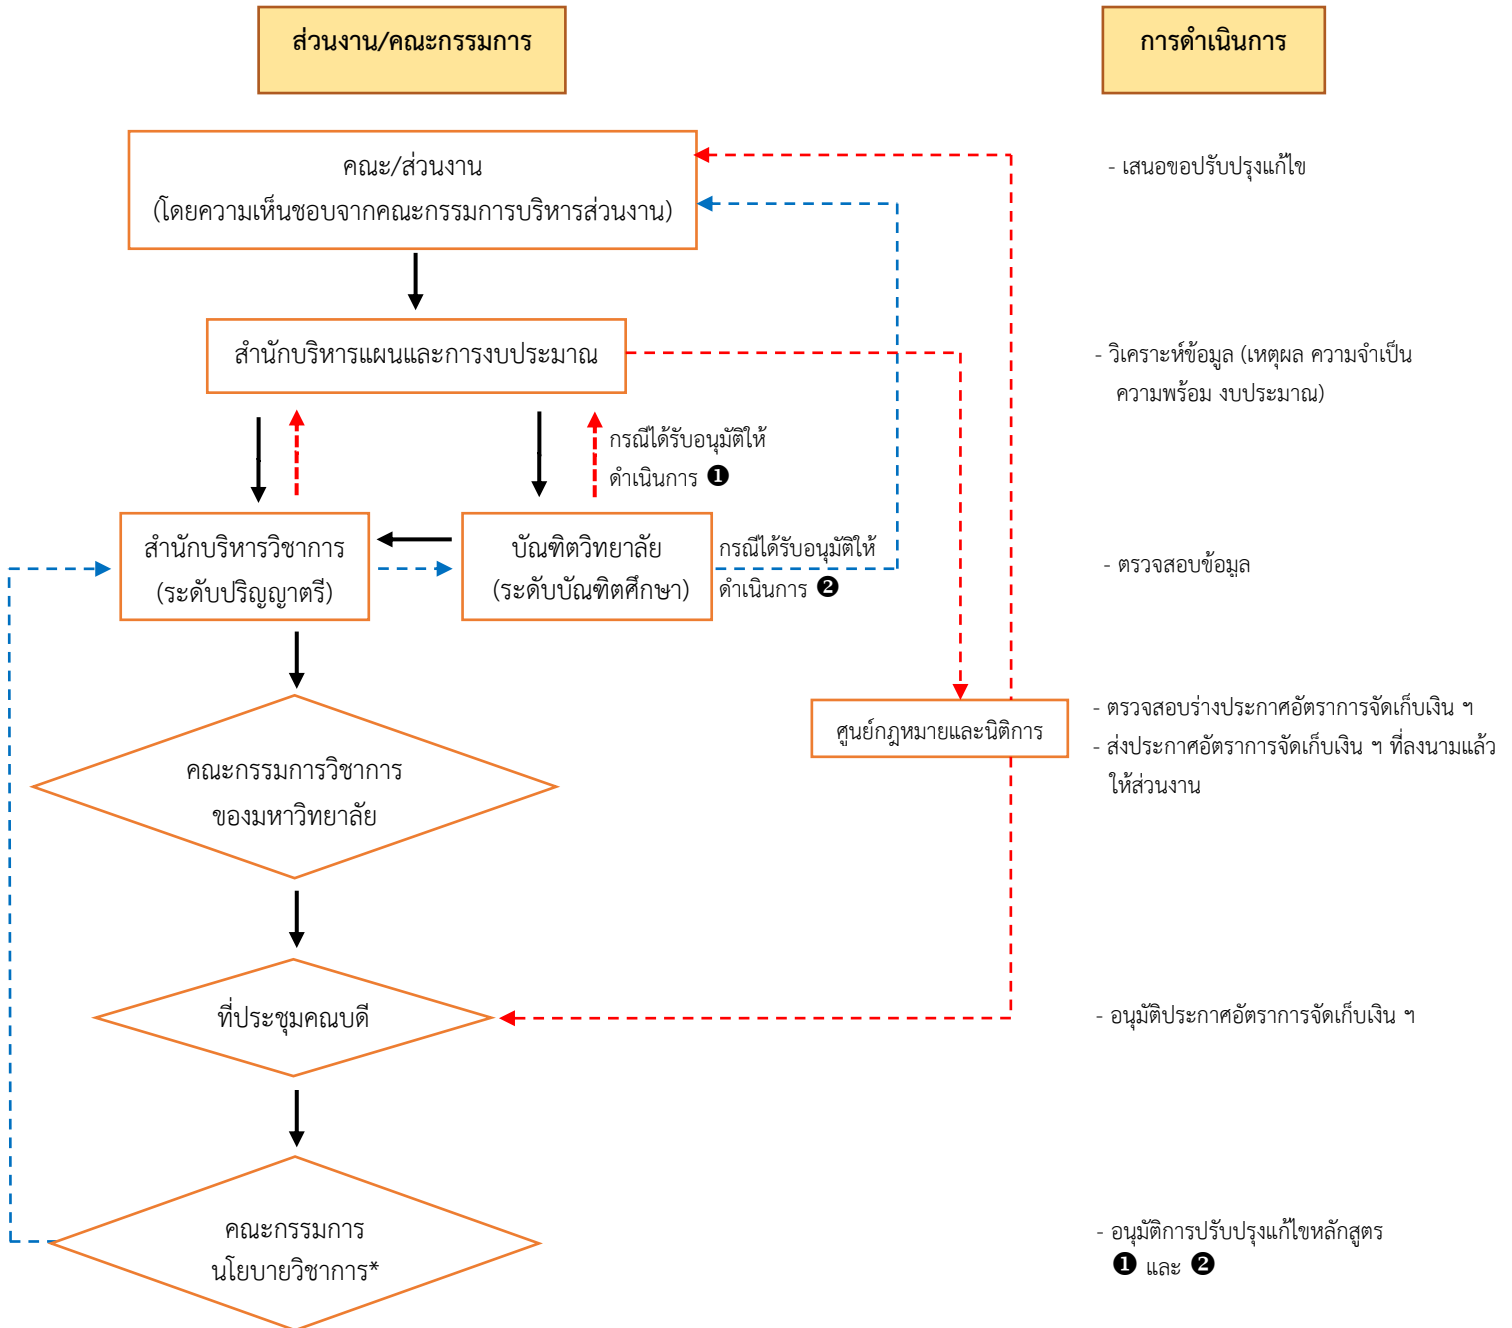 ส่วนงาน/คณะกรรมการ
การดำเนินการ
คณะ/ส่วนงาน
(โดยความเห็นชอบจากคณะกรรมการบริหารส่วนงาน)
- เสนอขอปรับปรุงแก้ไข
สำนักบริหารแผนและการงบประมาณ
- วิเคราะห์ข้อมูล (เหตุผล ความจำเป็น
ความพร้อม งบประมาณ)
กรณีได้รับอนุมัติให้
ดำเนินการ ❶
สำนักบริหารวิชาการ
(ระดับปริญญาตรี)
บัณฑิตวิทยาลัย
(ระดับบัณฑิตศึกษา)
กรณีได้รับอนุมัติให้
ดำเนินการ ❷
- ตรวจสอบข้อมูล
ศูนย์กฎหมายและนิติการ
- ตรวจสอบร่างประกาศอัตราการจัดเก็บเงิน ฯ
- ส่งประกาศอัตราการจัดเก็บเงิน ฯ ที่ลงนามแล้ว
ให้ส่วนงาน
คณะกรรมการวิชาการ
ของมหาวิทยาลัย
ที่ประชุมคณบดี
- อนุมัติประกาศอัตราการจัดเก็บเงิน ฯ
คณะกรรมการ
นโยบายวิชาการ*
- อนุมัติการปรับปรุงแก้ไขหลักสูตร
❶ และ ❷